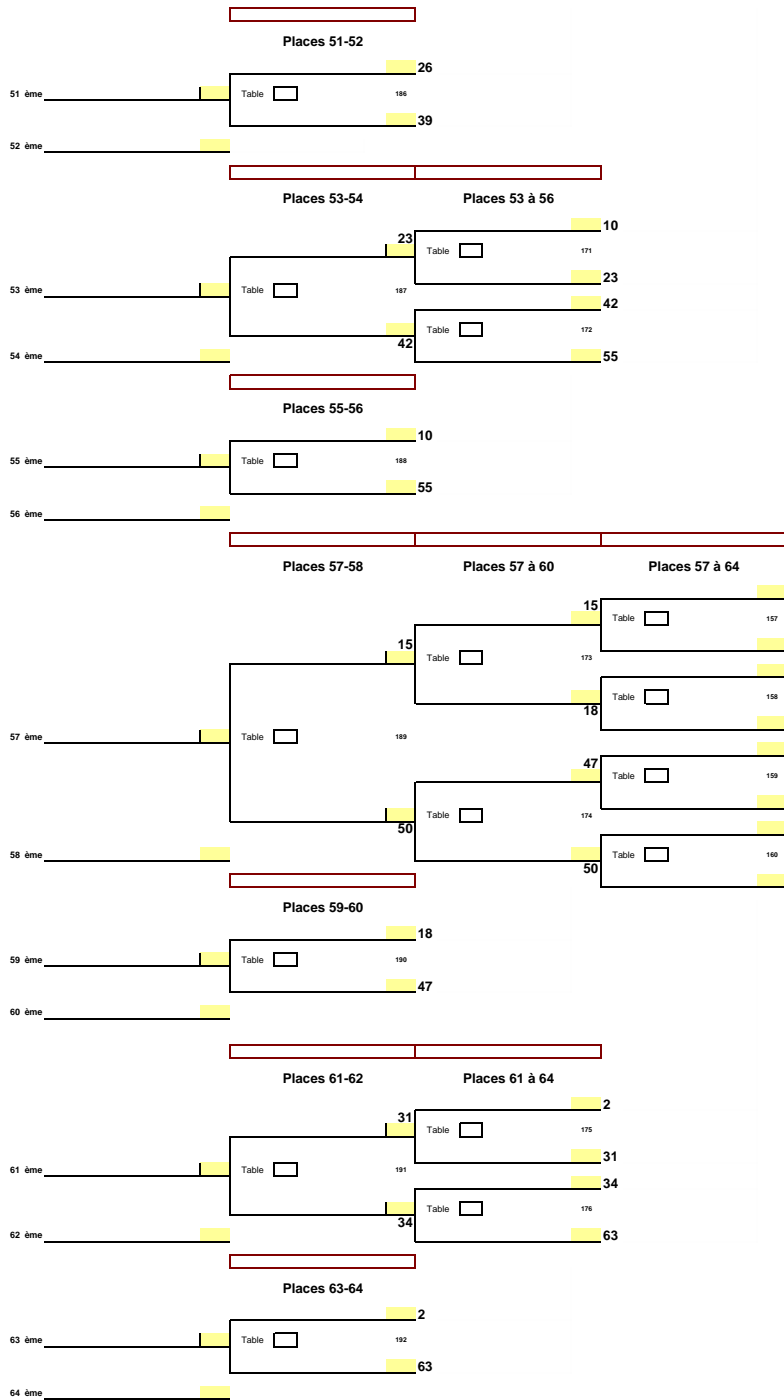 Places 51-52
26
51 ème Table 186
39
52 ème
Places 53-54 Places 53 à 56
10
23
Table 171
23
53 ème Table 187
42
Table 172
42
54 ème 55
Places 55-56
10
55 ème Table 188
55
56 ème
Places 57-58 Places 57 à 60 Places 57 à 64
15
Table 157
15
Table 173
Table 158
18
57 ème Table 189
47
Table 159
Table 174
50
58 ème Table 160
50
Places 59-60
18
59 ème Table 190
47
60 ème
Places 61-62 Places 61 à 64
2
31
Table 175
31
61 ème Table 191
34
Table 176
34
62 ème 63
Places 63-64
2
63 ème Table 192
63
64 ème